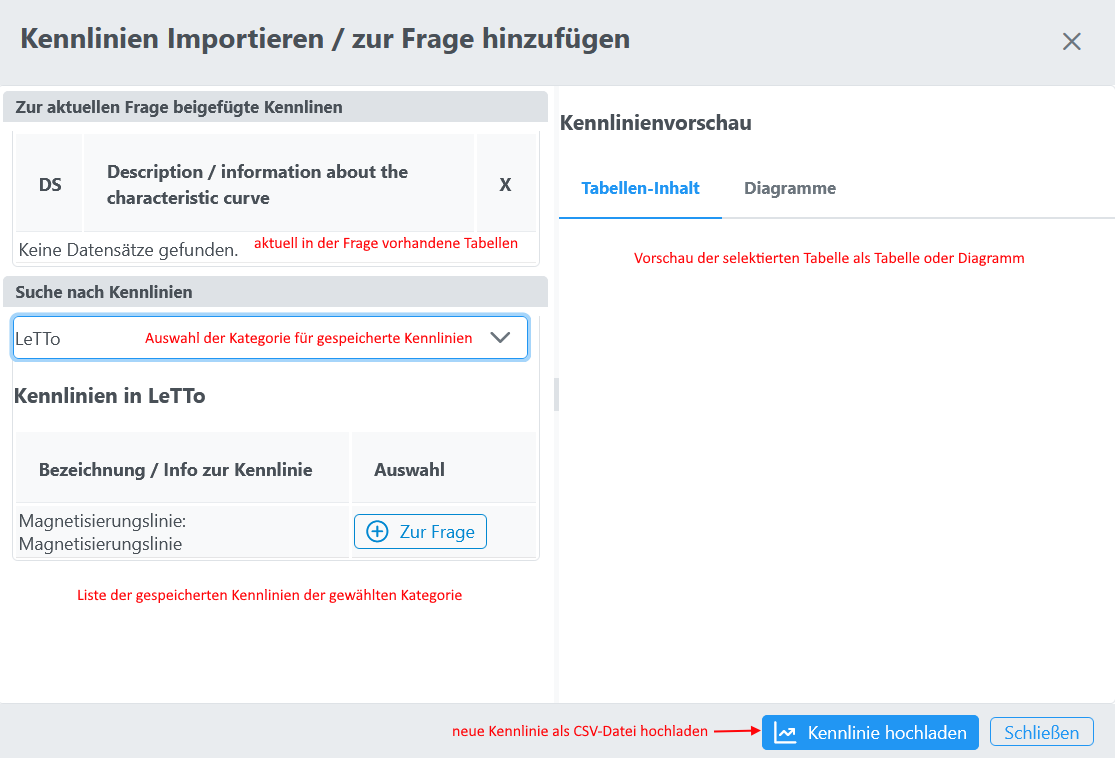 Kennlinien Importieren / zur Frage hinzufügen
Zur aktuellen Frage beigefügte Kennlinen
DS
Description / information about the
characteristic curve
X
Keine Datensätze gefunden.
aktuell in der Frage vorhandene Tabellen
Suche nach Kennlinien
LeTTo
Auswahl der Kategorie für gespeicherte Kennlinien
Kennlinien in LeTTo
Bezeichnung / Info zur Kennlinie
Auswahl
Magnetisierungslinie:
Magnetisierungslinie
Zur Frage
Liste der gespeicherten Kennlinien der gewählten Kategorie
Kennlinienvorschau
Tabellen-Inhalt
Diagramme
Vorschau der selektierten Tabelle als Tabelle oder Diagramm
neue Kennlinie als CSV-Datei hochladen
Kennlinie hochladen
Schließen